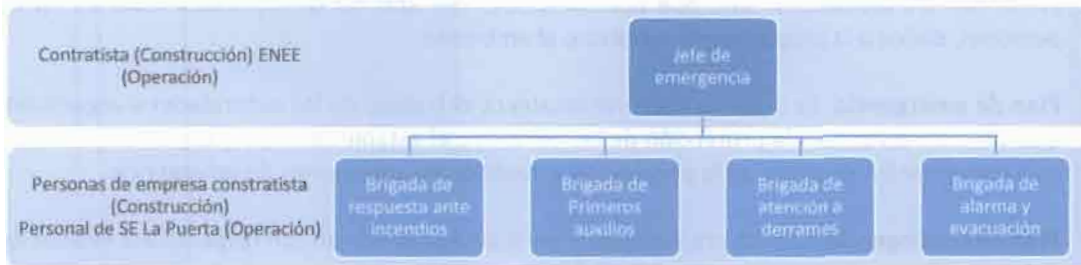 Contratista (Construcción) ENEE
(Operación)
Jefe de
emergencia
Personas de empresa constratista
(Construcción)
Personal de SE La Puerta (Operación)
Brigada de
respuesta ante
incendios
Brigada de
Primeros
auxilios
Brigada de
atención a
derrames
Brigada de
alarma y
evacuación